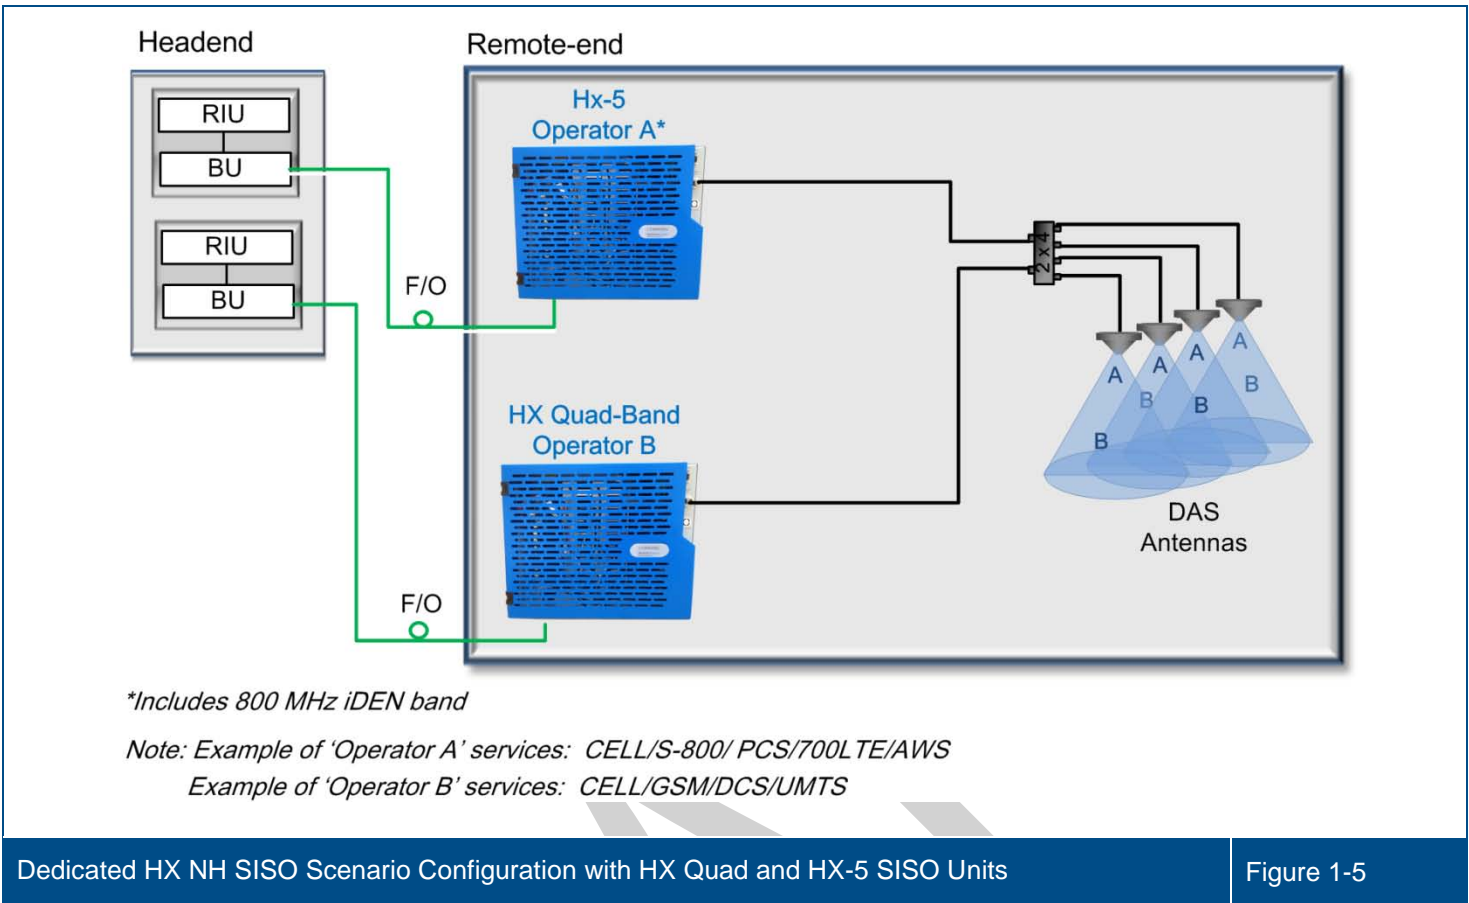 Headend
Remote-end
RIU
BU
RIU
BU
F/O
F/O
Hx-5
Operator A*
HX Quad-Band
Operator B
2 x 4
A
A
A
A
B
B
B
B
DAS
Antennas
*Includes 800 MHz iDEN band
Note: Example of ‘Operator A’ services: CELL/S-800/ PCS/700LTE/AWS
Example of ‘Operator B’ services: CELL/GSM/DCS/UMTS
Dedicated HX NH SISO Scenario Configuration with HX Quad and HX-5 SISO Units
Figure 1-5